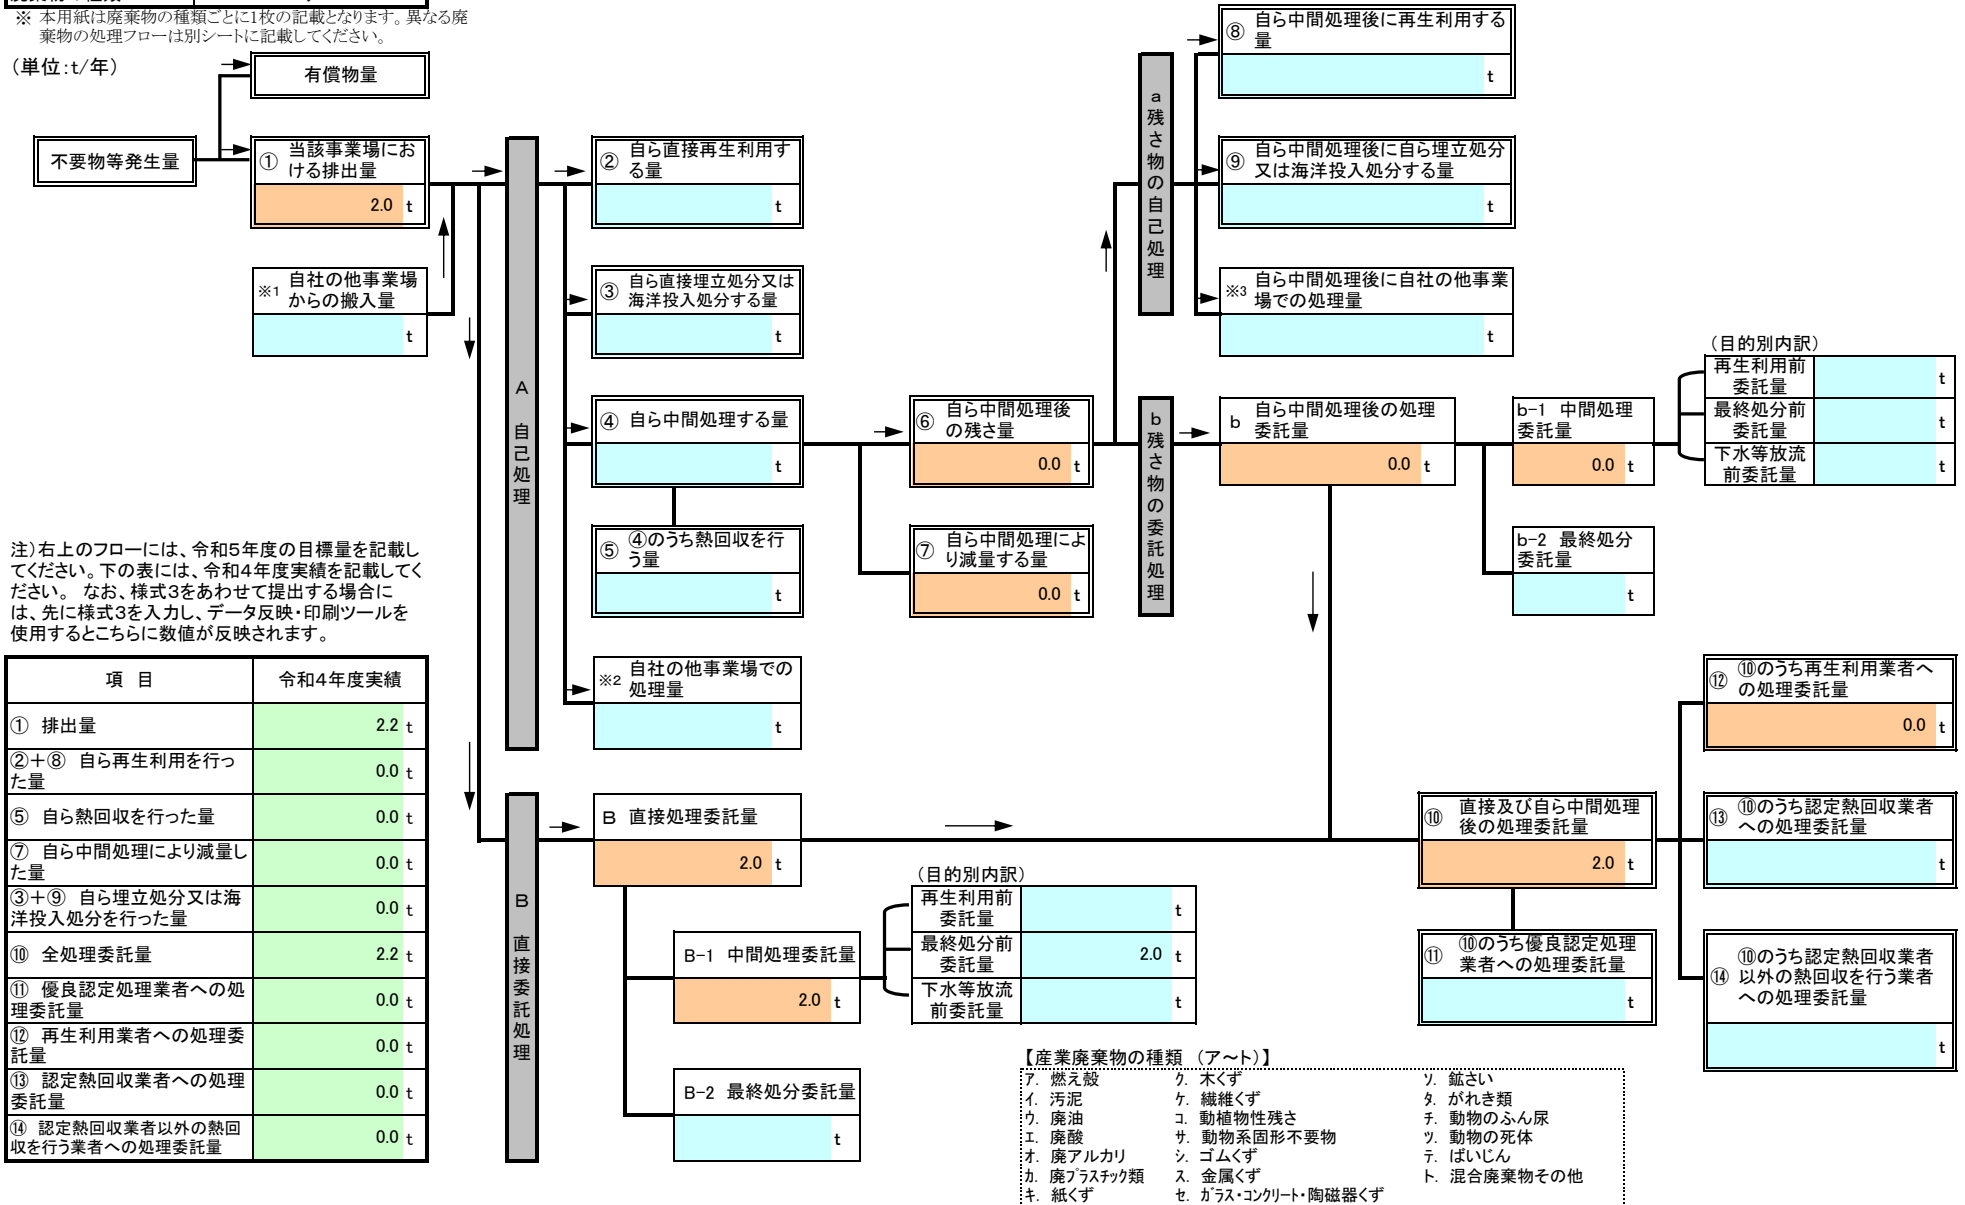 ※ 本用紙は廃棄物の種類ごとに1枚の記載となります。異なる廃
棄物の処理フローは別シートに記載してください。
(単位:t/年)
有償物量
不要物等発生量
① 当該事業場にお
ける排出量
2.0 t
※1 自社の他事業場
からの搬入量
t
A 自己処理
② 自ら直接再生利用す
る量
t
③ 自ら直接埋立処分又は
海洋投入処分する量
t
④ 自ら中間処理する量
t
⑤ ④のうち熱回収を行
う量
t
※2 自社の他事業場での
処理量
t
⑥ 自ら中間処理後
の残さ量
0.0 t
⑦ 自ら中間処理によ
り減量する量
0.0 t
a 残さ物の自己処理
⑧ 自ら中間処理後に再生利用する
量
t
⑨ 自ら中間処理後に自ら埋立処分
又は海洋投入処分する量
t
※3 自ら中間処理後に自社の他事業
場での処理量
t
b 残さ物の委託処理
b 自ら中間処理後の処理
委託量
0.0 t
b-1 中間処理
委託量
0.0 t
(目的別内訳)
再生利用前
委託量
t
最終処分前
委託量
t
下水等放流
前委託量
t
b-2 最終処分
委託量
t
注)右上のフローには、令和5年度の目標量を記載し
てください。下の表には、令和4年度実績を記載してく
ださい。 なお、様式3をあわせて提出する場合に
は、先に様式3を入力し、データ反映・印刷ツールを
使用するとこちらに数値が反映されます。
項 目 令和4年度実績
① 排出量 2.2 t
②+⑧ 自ら再生利用を行っ
た量 0.0 t
⑤ 自ら熱回収を行った量 0.0 t
⑦ 自ら中間処理により減量し
た量 0.0 t
③+⑨ 自ら埋立処分又は海
洋投入処分を行った量 0.0 t
⑩ 全処理委託量 2.2 t
⑪ 優良認定処理業者への処
理委託量 0.0 t
⑫ 再生利用業者への処理委
託量 0.0 t
⑬ 認定熱回収業者への処理
委託量 0.0 t
⑭ 認定熱回収業者以外の熱回
収を行う業者への処理委託量 0.0 t
B 直接委託処理
B 直接処理委託量
2.0 t
B-1 中間処理委託量
2.0 t
B-2 最終処分委託量
t
(目的別内訳)
再生利用前
委託量
t
最終処分前
委託量
2.0 t
下水等放流
前委託量
t
⑩ 直接及び自ら中間処理
後の処理委託量
2.0 t
⑪ ⑩のうち優良認定処理
業者への処理委託量
t
⑫ ⑩のうち再生利用業者へ
の処理委託量
0.0 t
⑬ ⑩のうち認定熱回収業者
への処理委託量
t
⑭ ⑩のうち認定熱回収業者
以外の熱回収を行う業者
への処理委託量
t
【産業廃棄物の種類 (ア~ト)】
ア. 燃え殻 ク. 木くず ソ. 鉱さい
イ. 汚泥 ケ. 繊維くず タ. がれき類
ウ. 廃油 コ. 動植物性残さ チ. 動物のふん尿
エ. 廃酸 サ. 動物系固形不要物 ツ. 動物の死体
オ. 廃アルカリ シ. ゴムくず テ. ばいじん
カ. 廃プラスチック類 ス. 金属くず ト. 混合廃棄物その他
キ. 紙くず セ. ガラス・コンクリート・陶磁器くず